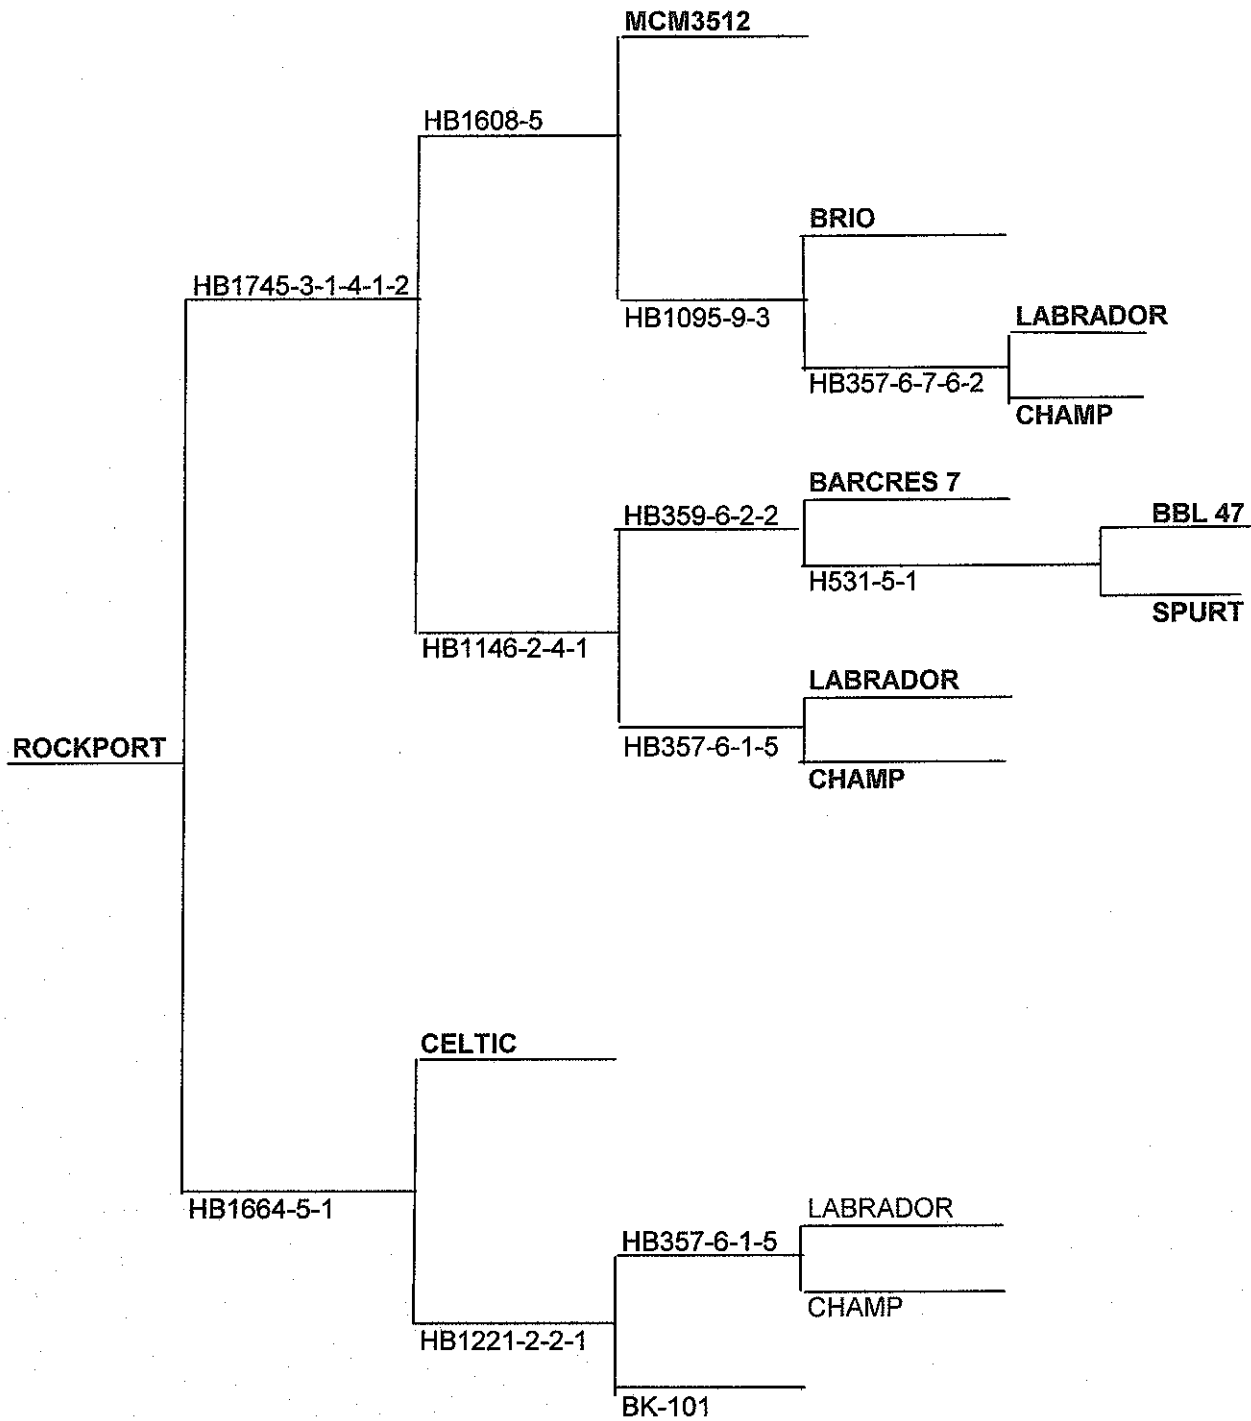 MCM3512
HB1608-5
BRIO
HB1745-3-1-4-1-2
HB1095-9-3
LABRADOR
HB357-6-7-6-2
CHAMP
BARCRES 7
HB359-6-2-2
BBL 47
H531-5-1
SPURT
HB1146-2-4-1
LABRADOR
HB357-6-1-5
ROCKPORT
CHAMP
CELTIC
HB1664-5-1
LABRADOR
HB357-6-1-5
CHAMP
HB1221-2-2-1
BK-101